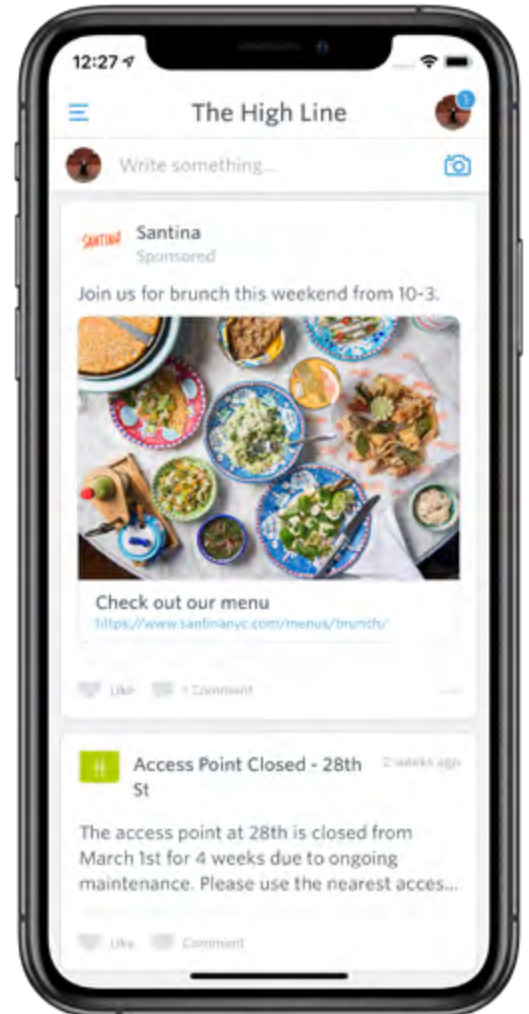 12:27
The High Line
1
Write something...
SANTINA
Santina
Sponsored
Join us for brunch this weekend from 10-3.
Check out our menu
https://www.santinanyc.com/menus/brunch/
Like 1 Comment
Access Point Closed - 28th
St
2 weeks ago
The access point at 28th is closed from
March 1st for 4 weeks due to ongoing
maintenance. Please use the nearest acces...
Like Comment